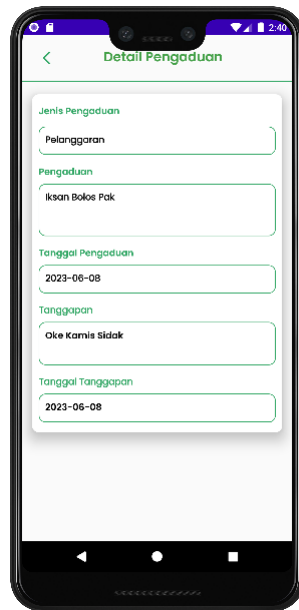 2:40
Detail Pengaduan
Jenis Pengaduan
Pelanggaran
Pengaduan
Iksan Bolos Pak
Tanggal Pengaduan
2023-06-08
Tanggapan
Oke Kamis Sidak
Tanggal Tanggapan
2023-06-08